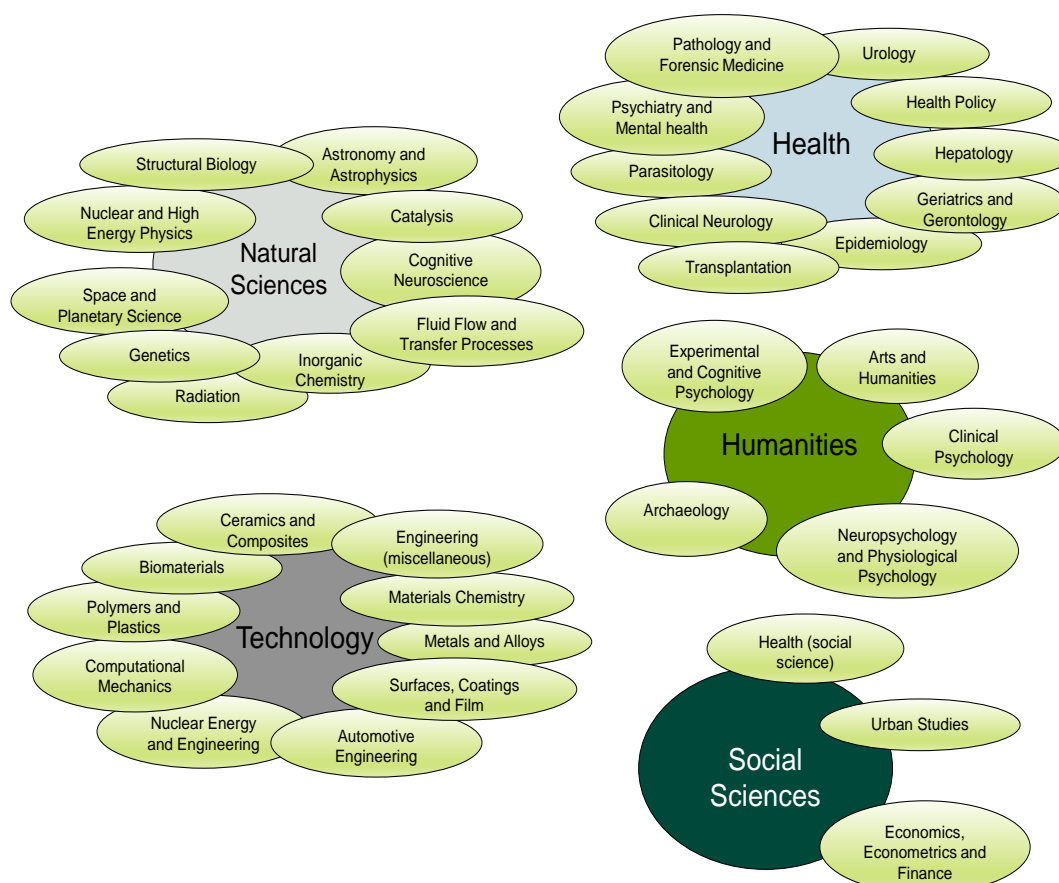 Structural Biology
Astronomy and
Astrophysics
Nuclear and High
Energy Physics
Catalysis
Natural
Sciences
Cognitive
Neuroscience
Space and
Planetary Science
Fluid Flow and
Transfer Processes
Genetics
Inorganic
Chemistry
Radiation
Pathology and
Forensic Medicine
Urology
Psychiatry and
Mental health
Health Policy
Health
Hepatology
Parasitology
Geriatrics and
Gerontology
Clinical Neurology
Epidemiology
Transplantation
Experimental
and Cognitive
Psychology
Arts and
Humanities
Humanities
Clinical
Psychology
Archaeology
Neuropsychology
and Physiological
Psychology
Ceramics and
Composites
Engineering
(miscellaneous)
Biomaterials
Materials Chemistry
Polymers and
Plastics
Technology
Metals and Alloys
Computational
Mechanics
Surfaces, Coatings
and Film
Nuclear Energy
and Engineering
Automotive
Engineering
Health (social
science)
Urban Studies
Social
Sciences
Economics,
Econometrics and
Finance